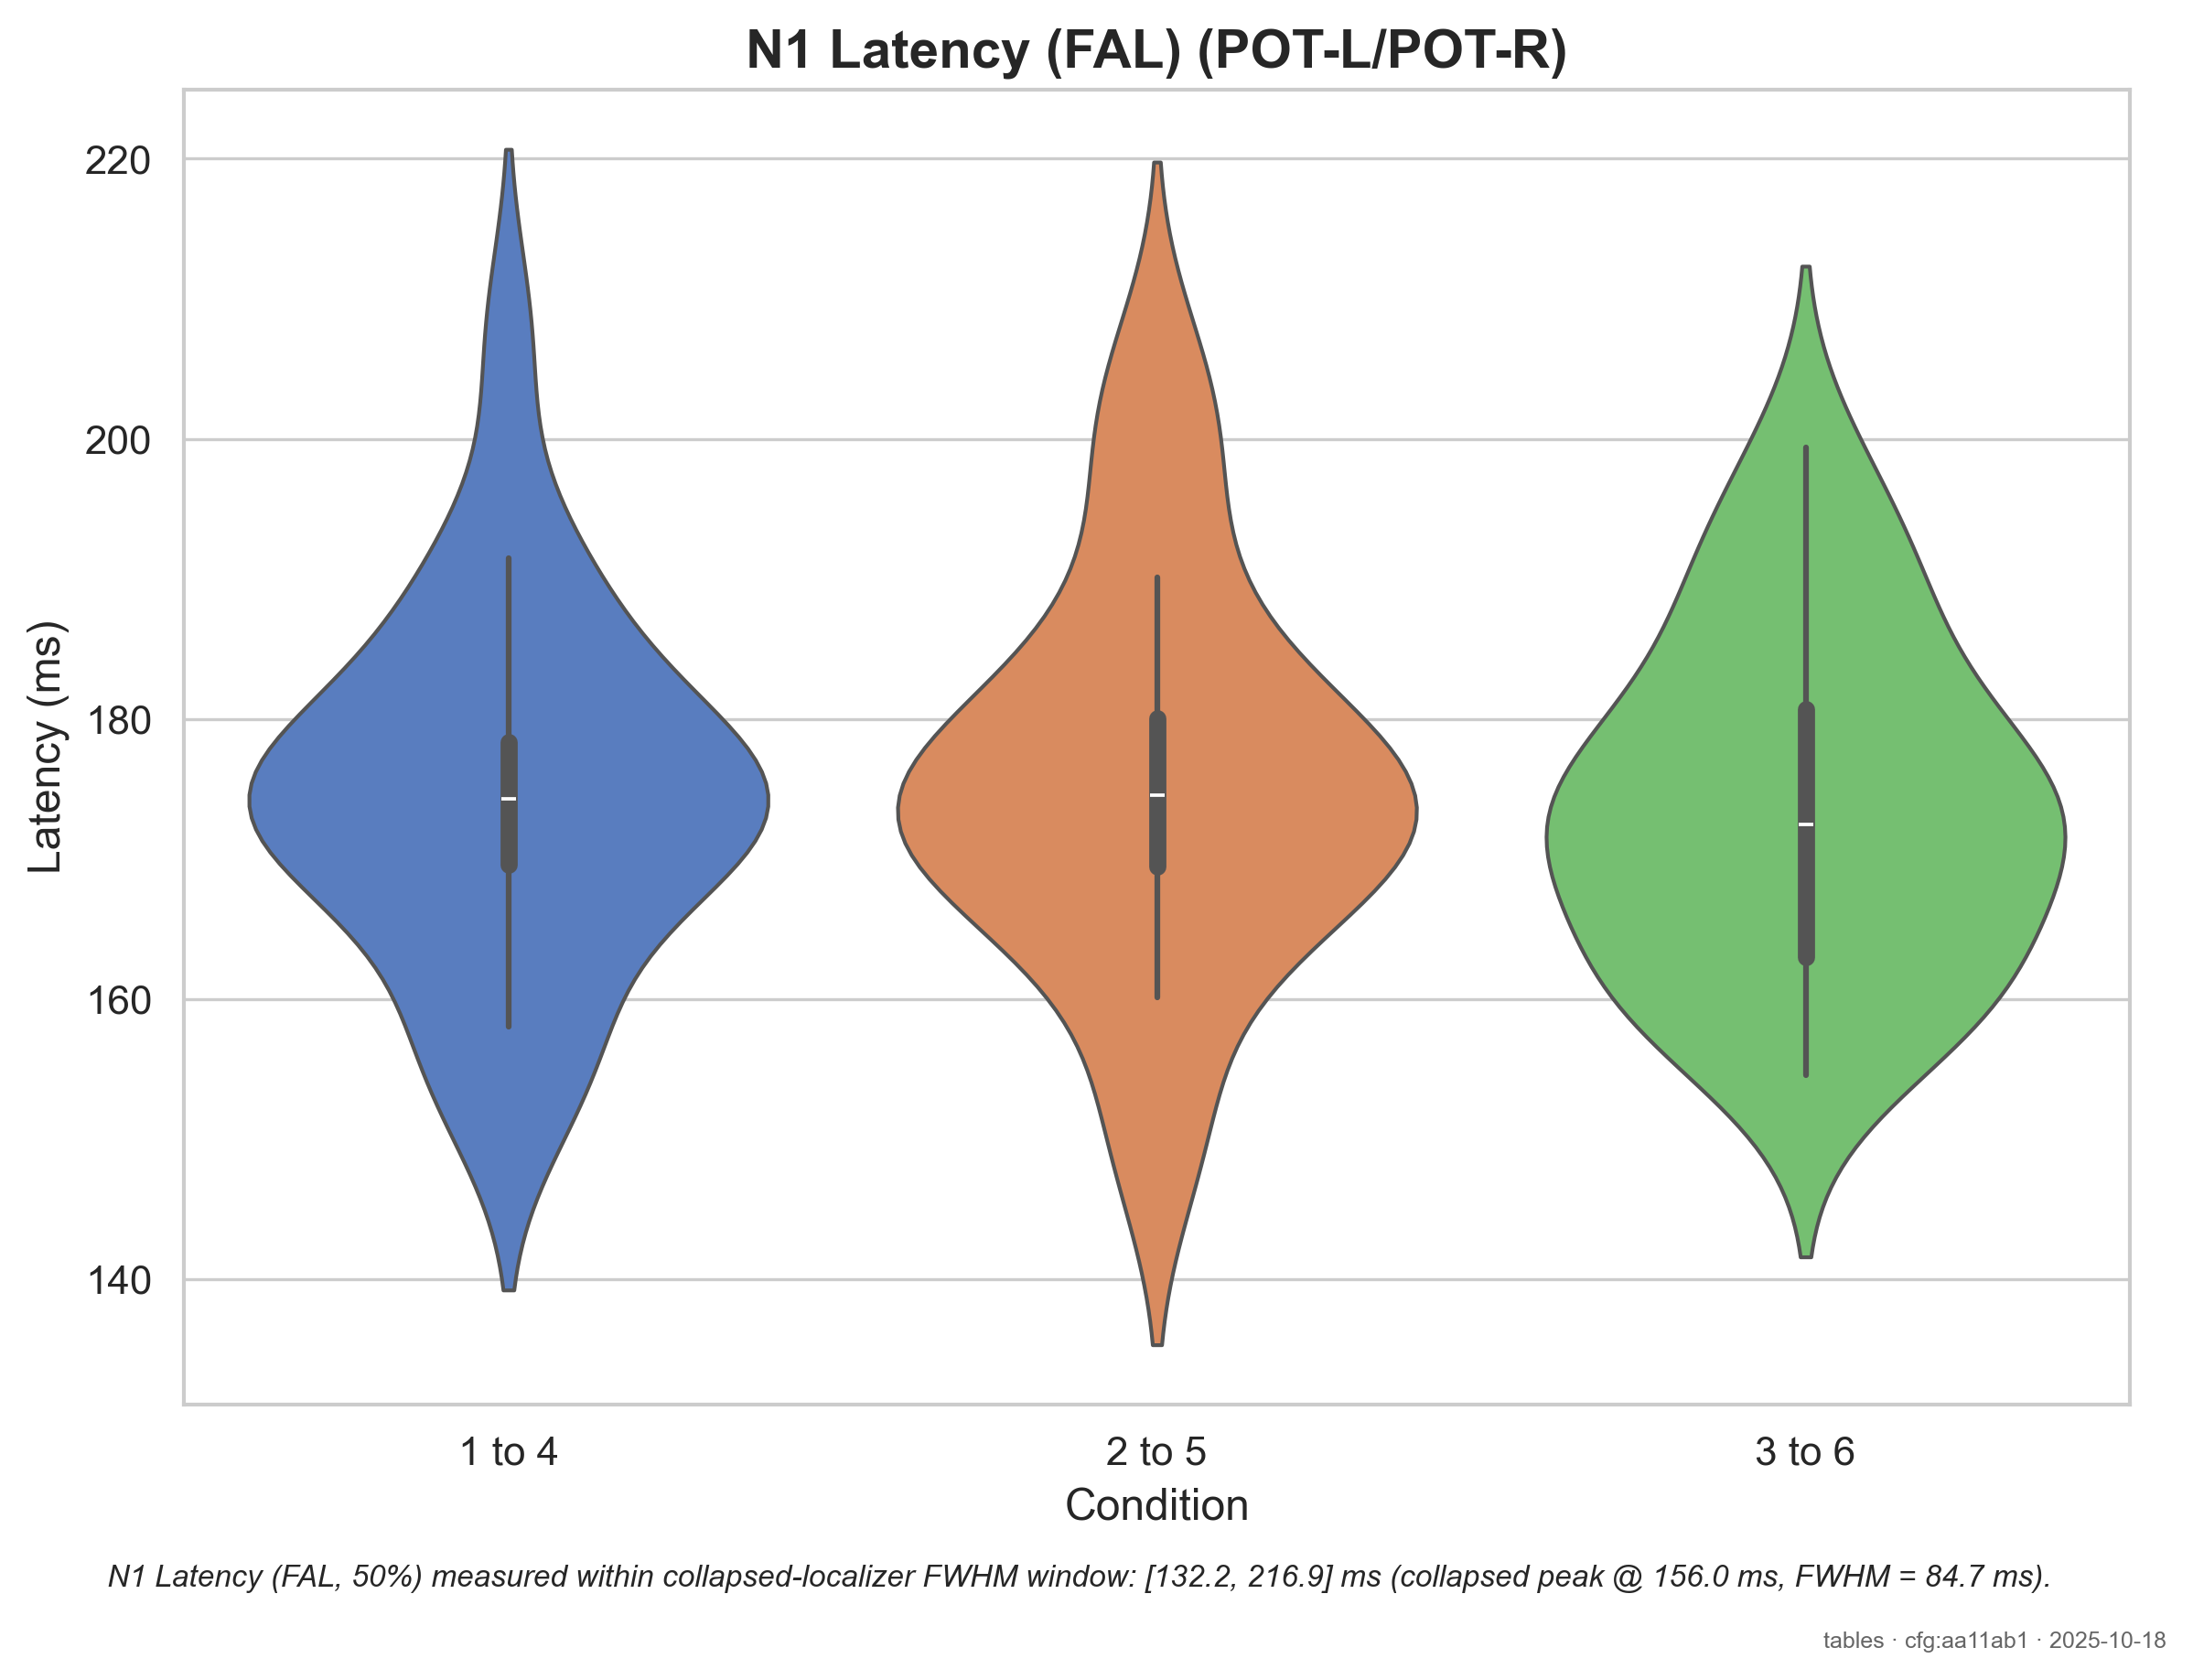 N1 Latency (FAL) (POT-L/POT-R)
220
200
180
160
140
Latency (ms)
1 to 4
2 to 5
3 to 6
Condition
N1 Latency (FAL, 50%) measured within collapsed-localizer FWHM window: [132.2, 216.9] ms (collapsed peak @ 156.0 ms, FWHM = 84.7 ms).
tables · cfg:aa11ab1 · 2025-10-18